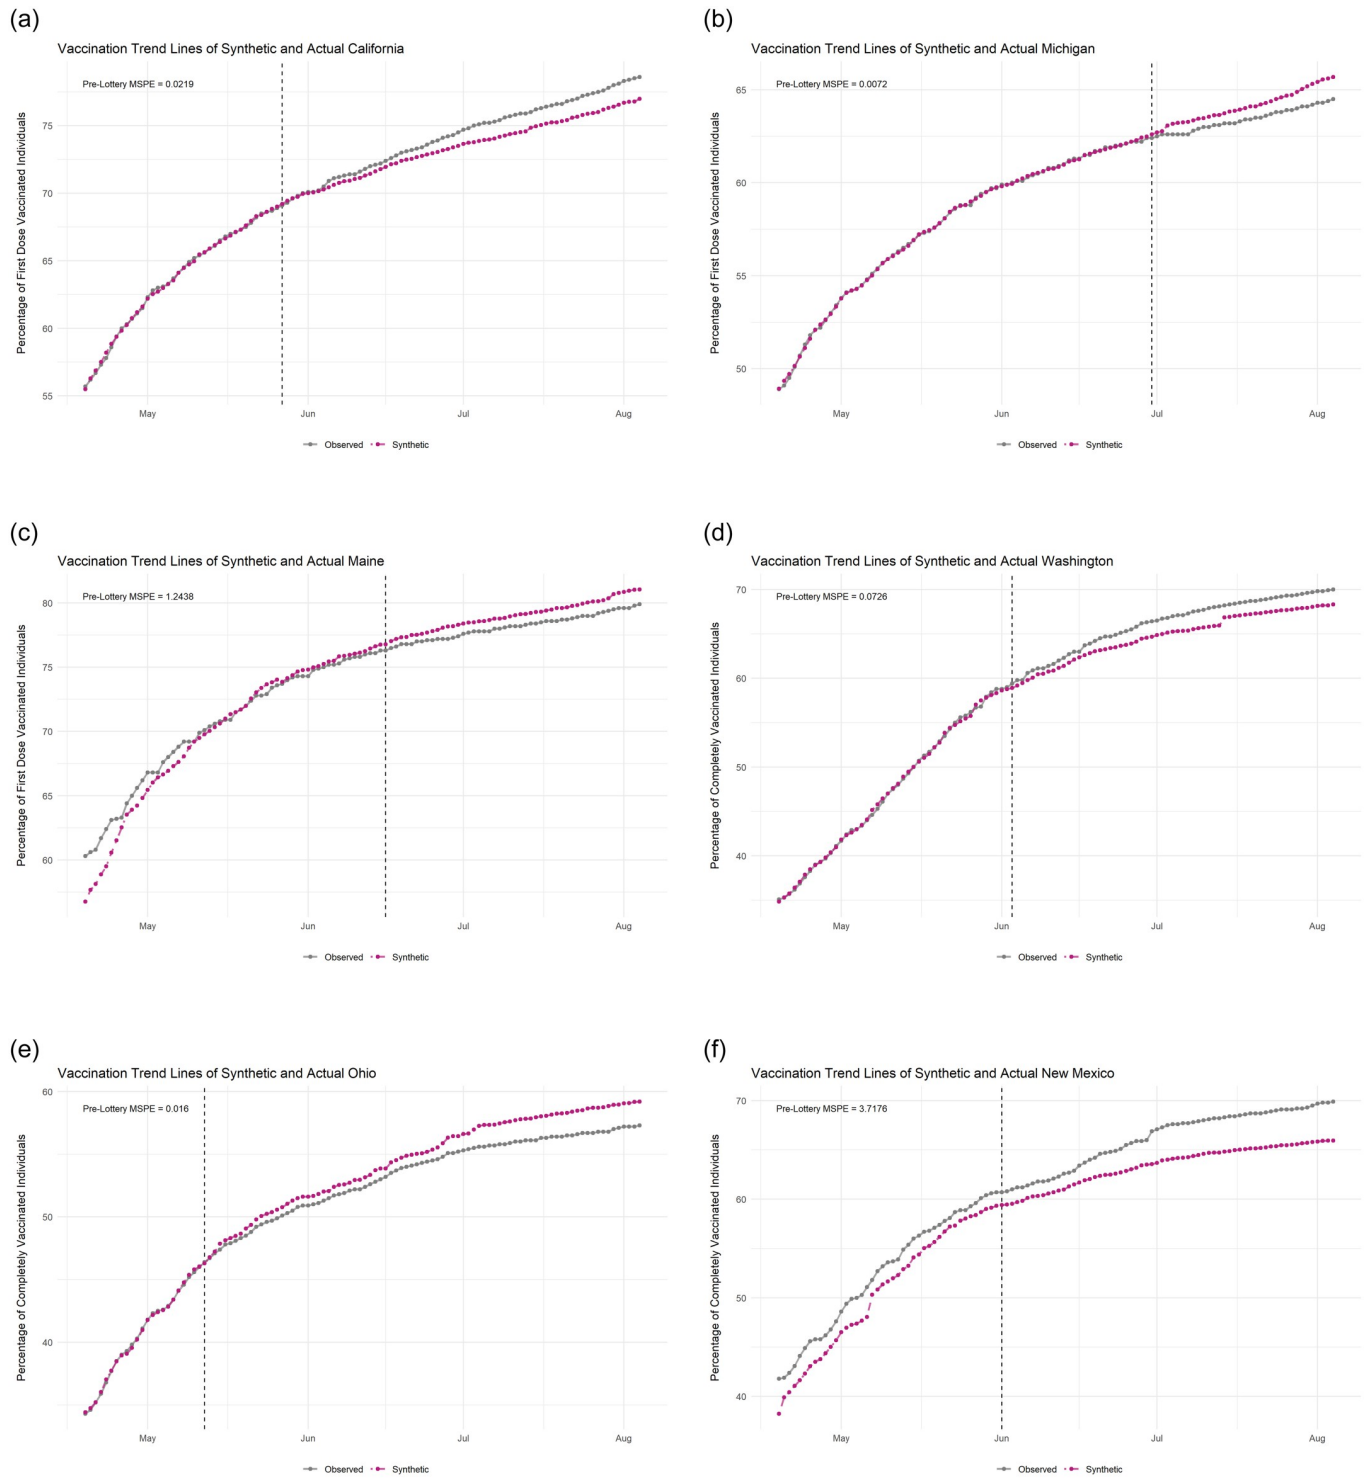 (a)
Vaccination Trend Lines of Synthetic and Actual California
Pre-Lottery MSPE = 0.0219
Percentage of First Dose Vaccinated Individuals
75
70
65
60
55
May Jun Jul Aug
Observed Synthetic
(b)
Vaccination Trend Lines of Synthetic and Actual Michigan
Pre-Lottery MSPE = 0.0072
Percentage of First Dose Vaccinated Individuals
65
60
55
50
May Jun Jul Aug
Observed Synthetic
(c)
Vaccination Trend Lines of Synthetic and Actual Maine
Pre-Lottery MSPE = 1.2438
Percentage of First Dose Vaccinated Individuals
80
75
70
65
60
May Jun Jul Aug
Observed Synthetic
(d)
Vaccination Trend Lines of Synthetic and Actual Washington
Pre-Lottery MSPE = 0.0726
Percentage of Completely Vaccinated Individuals
70
60
50
40
May Jun Jul Aug
Observed Synthetic
(e)
Vaccination Trend Lines of Synthetic and Actual Ohio
Pre-Lottery MSPE = 0.016
Percentage of Completely Vaccinated Individuals
60
50
40
May Jun Jul Aug
Observed Synthetic
(f)
Vaccination Trend Lines of Synthetic and Actual New Mexico
Pre-Lottery MSPE = 3.7176
Percentage of Completely Vaccinated Individuals
70
60
50
40
May Jun Jul Aug
Observed Synthetic